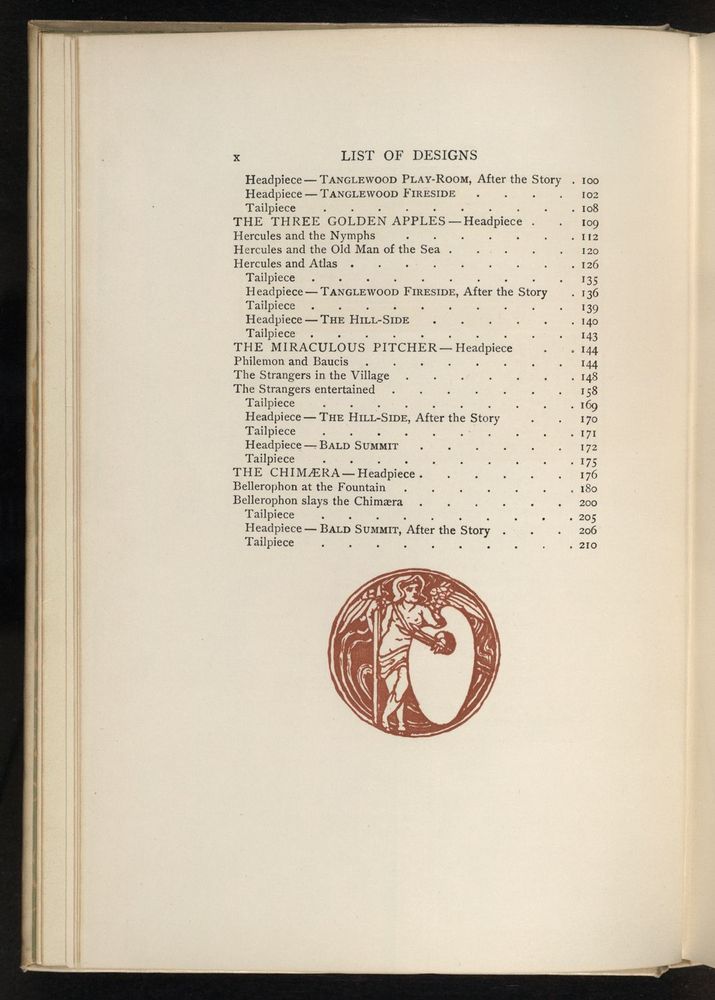 x LIST OF DESIGNS
Headpiece — TANGLEWOOD PLAY-ROOM, After the Story . 100
Headpiece — TANGLEWOOD FIRESIDE . . . . 102
Tailpiece . . . . . . . . . . 108
THE THREE GOLDEN APPLES — Headpiece . . 109
Hercules and the Nymphs . . . . . . . 112
Hercules and the Old Man of the Sea . . . . . 120
Hercules and Atlas . . . . . . . . . 126
Tailpiece . . . . . . . . . . 135
Headpiece — TANGLEWOOD FIRESIDE, After the Story . 136
Tailpiece . . . . . . . . . . 139
Headpiece — THE HILL-SIDE . . . . . . 140
Tailpiece . . . . . . . . . . 143
THE MIRACULOUS PITCHER — Headpiece . . 144
Philemon and Baucis . . . . . . . . 144
The Strangers in the Village . . . . . . . 148
The Strangers entertained . . . . . . . 158
Tailpiece . . . . . . . . . . 169
Headpiece — THE HILL-SIDE, After the Story . . 170
Tailpiece . . . . . . . . . . 171
Headpiece — BALD SUMMIT . . . . . . 172
Tailpiece . . . . . . . . . . 175
THE CHIMÆRA — Headpiece . . . . . . 176
Bellerophon at the Fountain . . . . . . . 180
Bellerophon slays the Chimæra . . . . . . 200
Tailpiece . . . . . . . . . . 205
Headpiece — BALD SUMMIT, After the Story . . . 206
Tailpiece . . . . . . . . . . 210